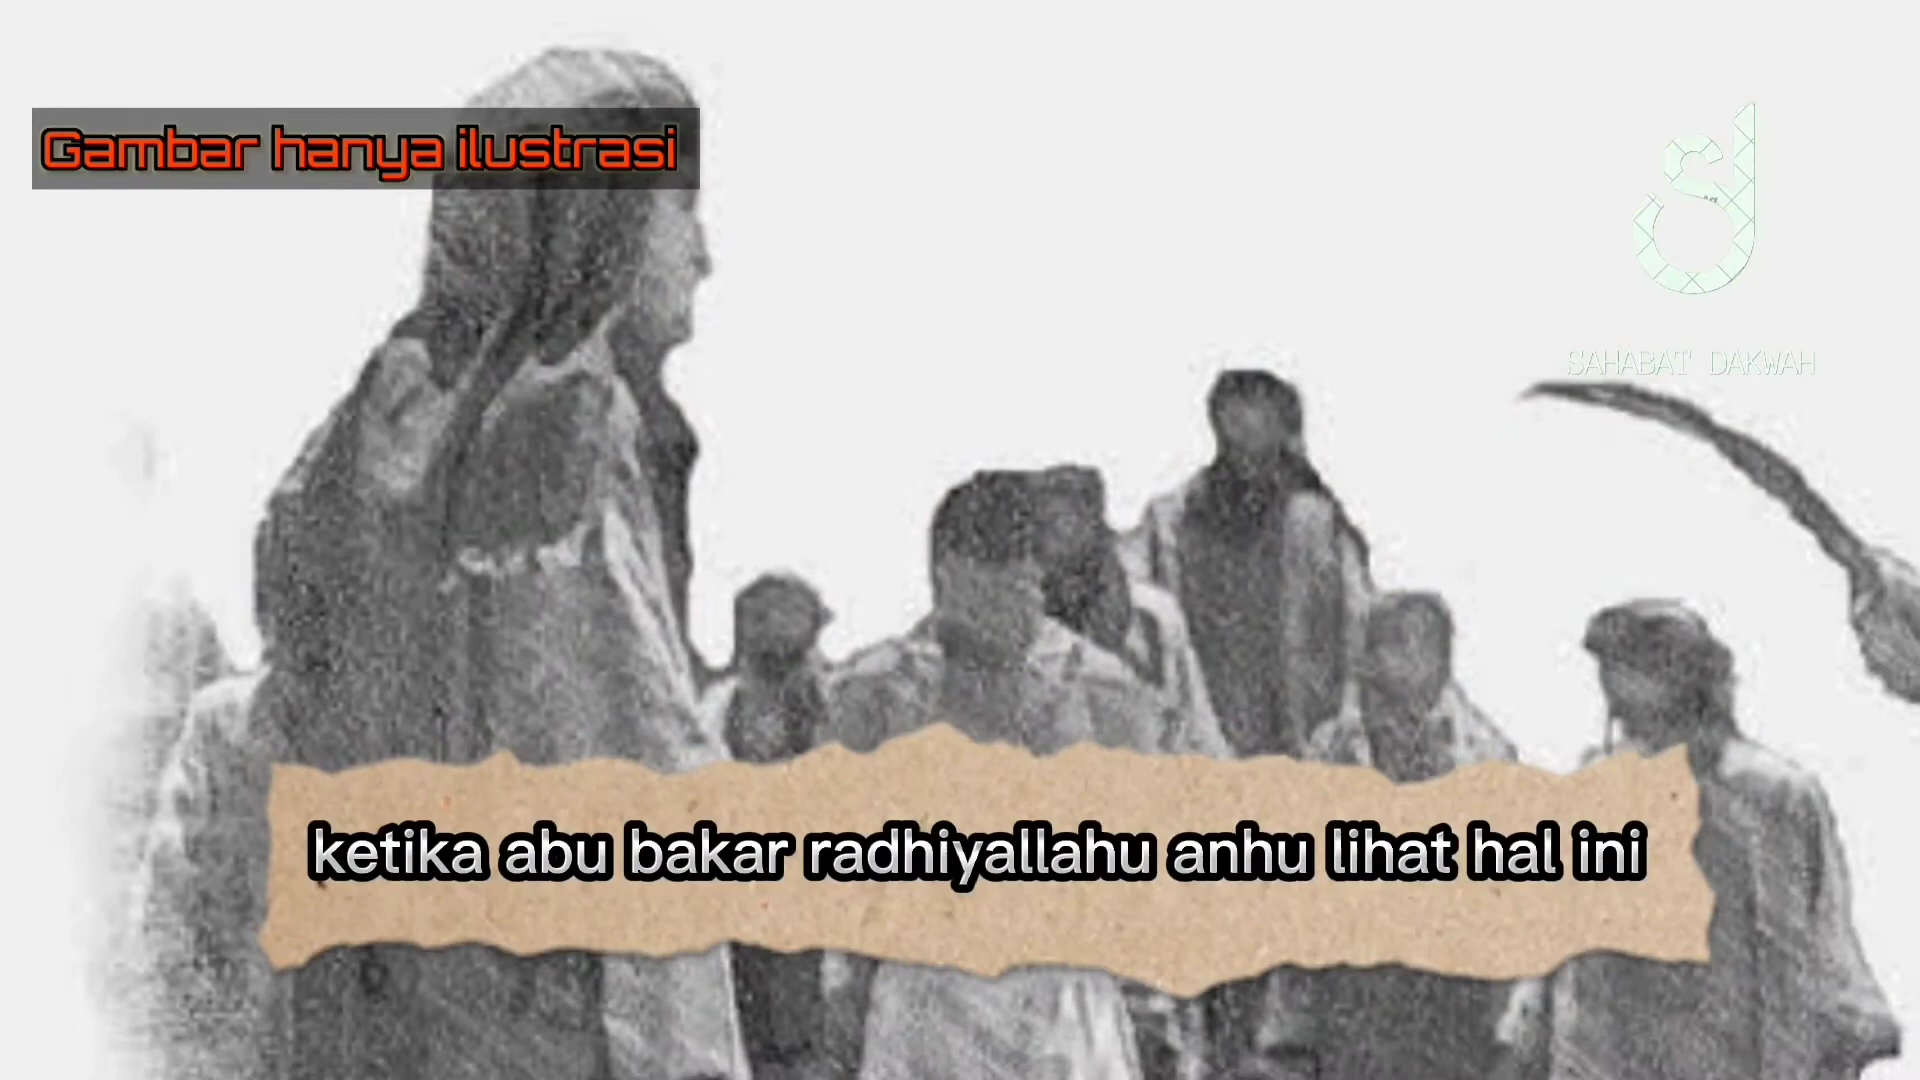 Gambar hanya ilustrasi
SAHABAT DAKWAH
ketika abu bakar radhiyallahu anhu lihat hal ini